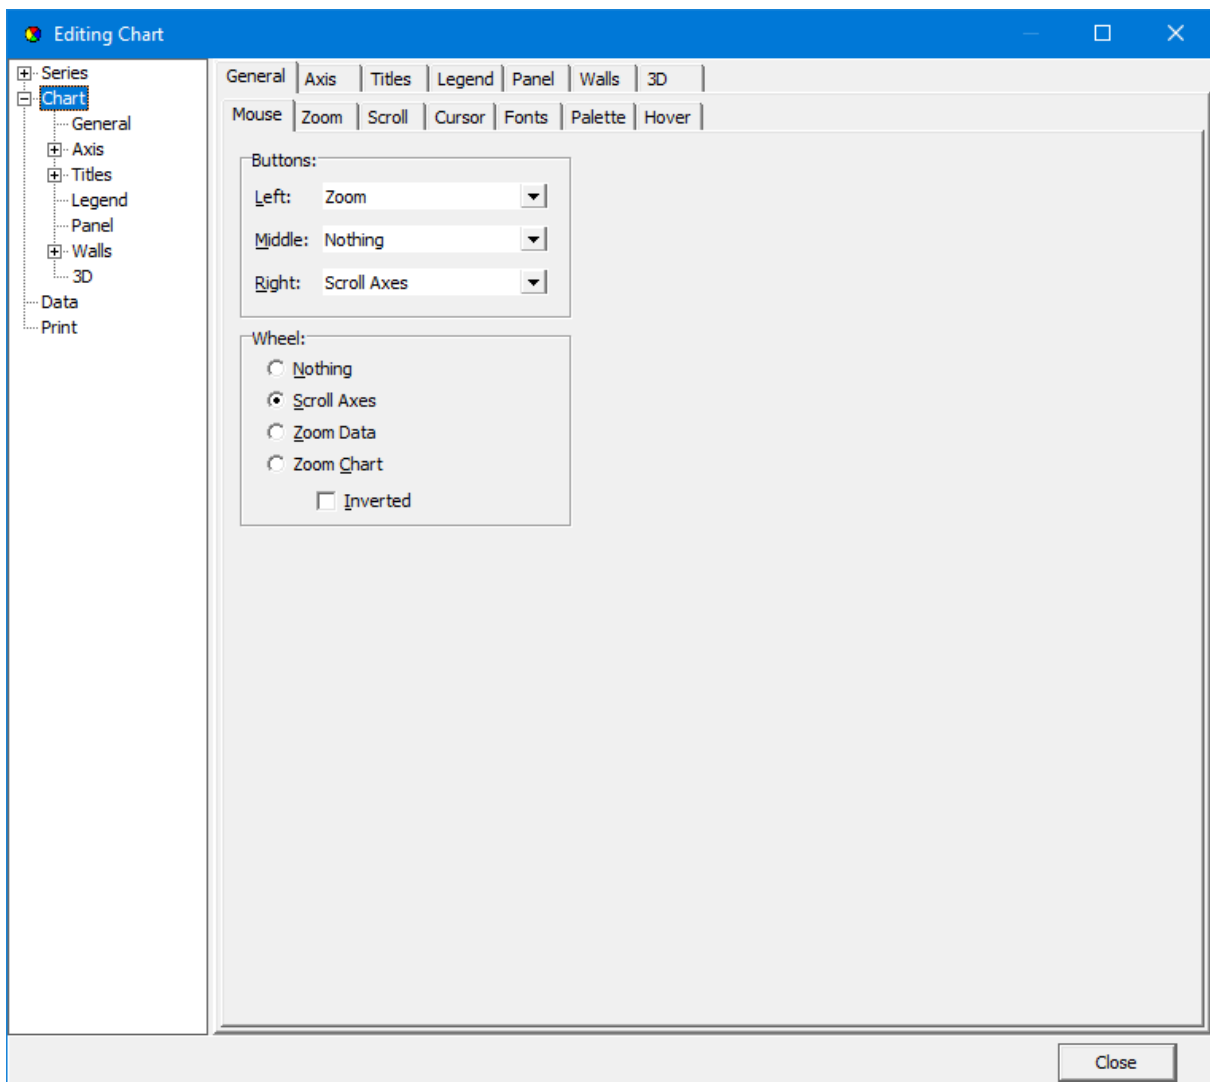 Editing Chart
Series
Chart
General
Axis
Titles
Legend
Panel
Walls
3D
Data
Print
General Axis Titles Legend Panel Walls 3D
Mouse Zoom Scroll Cursor Fonts Palette Hover
Buttons:
Left: Zoom
Middle: Nothing
Right: Scroll Axes
Wheel:
Nothing
Scroll Axes
Zoom Data
Zoom Chart
Inverted
Close